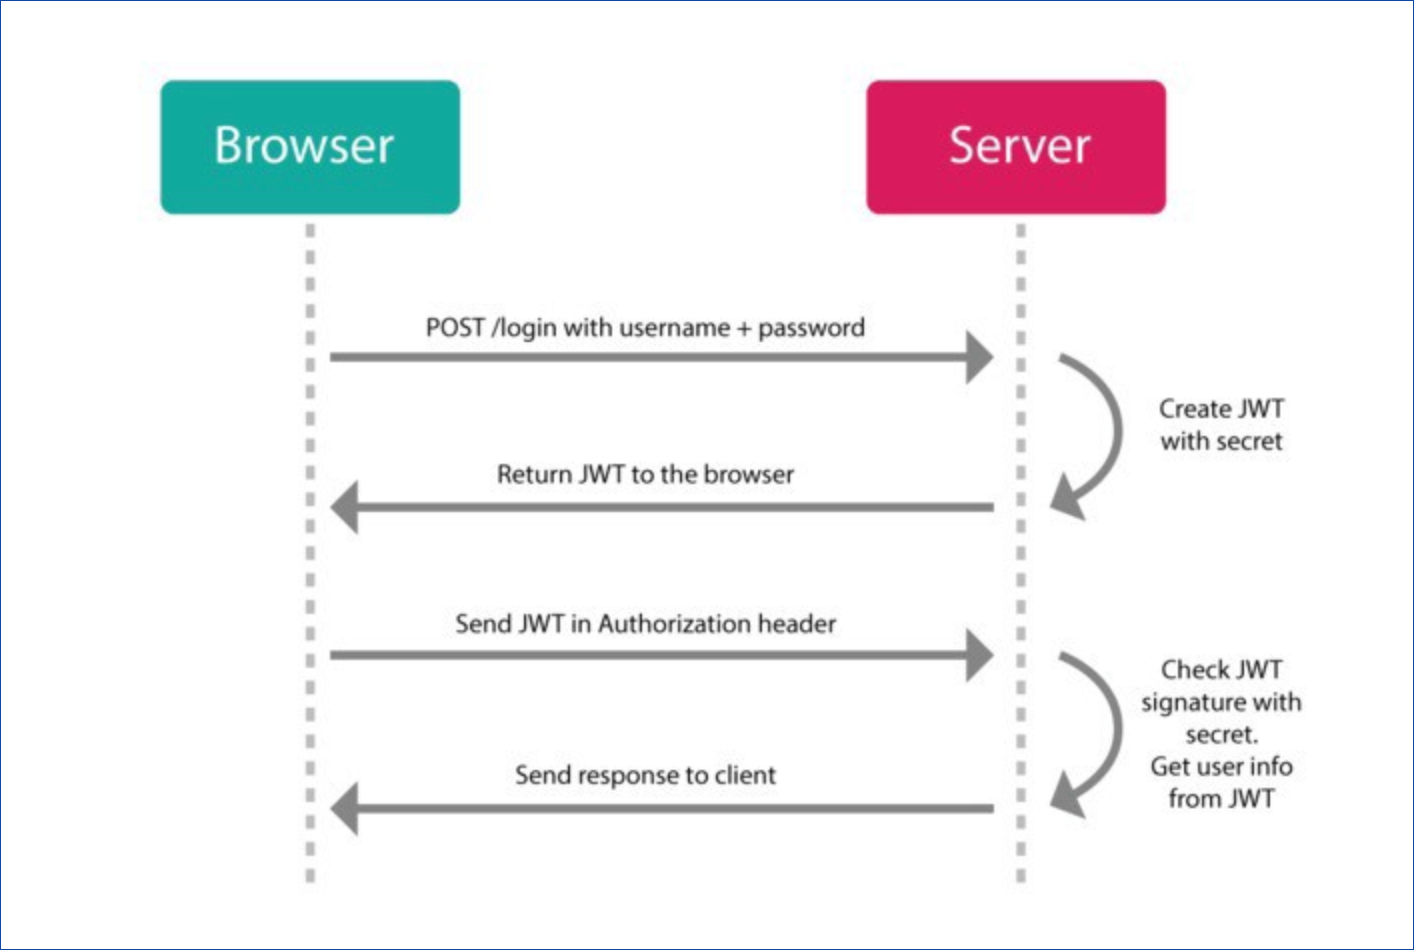 Browser
Server
POST /login with username + password
Create JWT
with secret
Return JWT to the browser
Send JWT in Authorization header
Check JWT
signature with
secret.
Get user info
from JWT
Send response to client